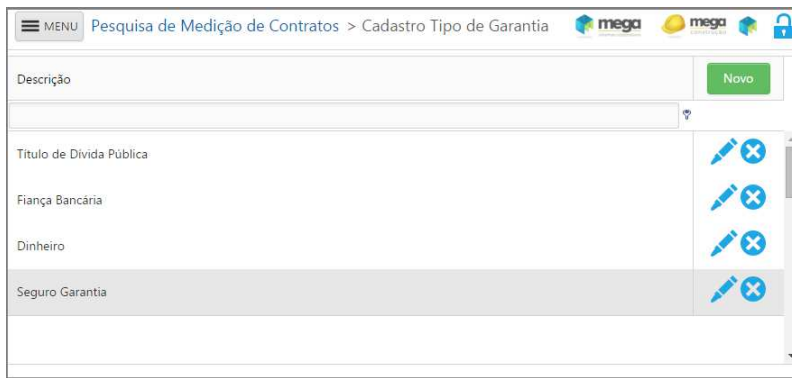 MENU Pesquisa de Medição de Contratos > Cadastro Tipo de Garantia mega mega
Descrição Novo
Título de Dívida Pública
Fiança Bancária
Dinheiro
Seguro Garantia